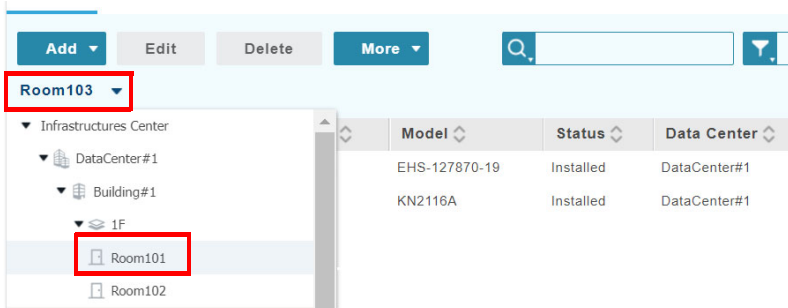 Add Edit Delete More
Room103
Infrastructures Center Model Status Data Center
DataCenter#1 EHS-127870-19 Installed DataCenter#1
Building#1 KN2116A Installed DataCenter#1
1F
Room101
Room102